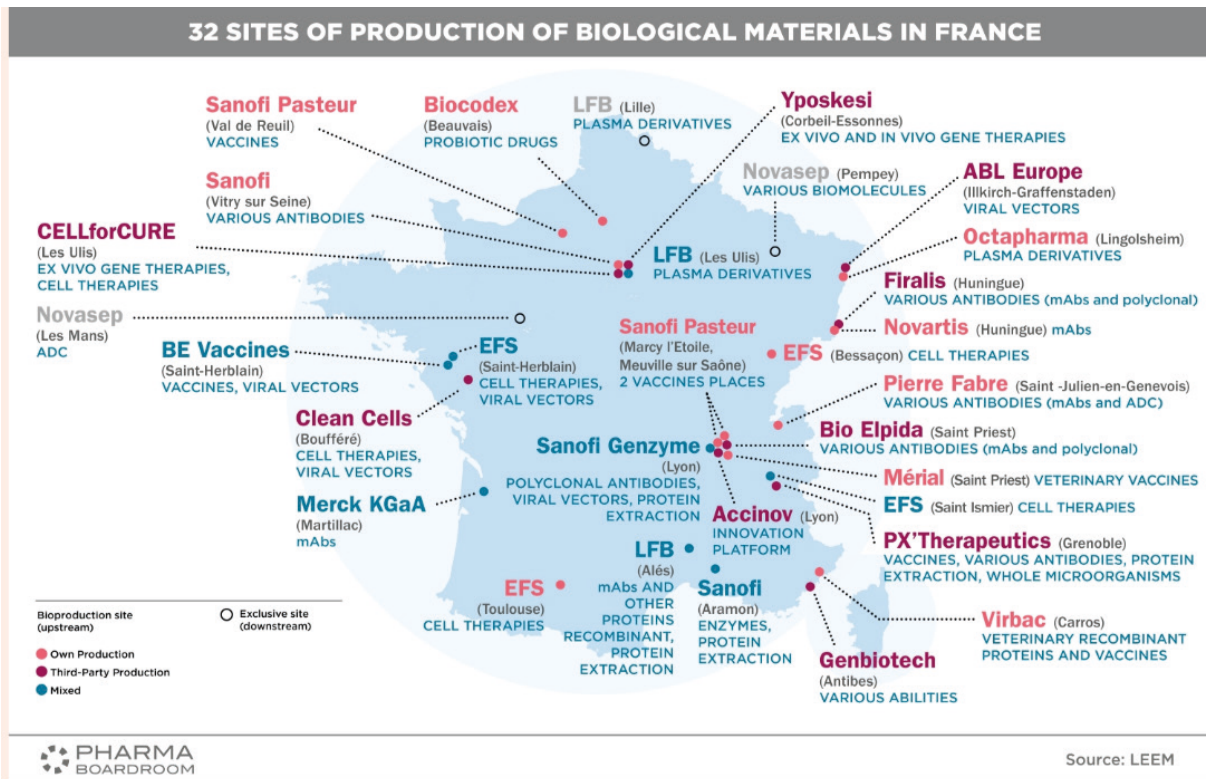 32 SITES OF PRODUCTION OF BIOLOGICAL MATERIALS IN FRANCE
Sanofi Pasteur
(Val de Reuil)
VACCINES
Biocodex
(Beauvais)
PROBIOTIC DRUGS
LFB (Lille)
PLASMA DERIVATIVES
Yposkesi
(Corbeil-Essonnes)
EX VIVO AND IN VIVO GENE THERAPIES
Sanofi
(Vitry sur Seine)
VARIOUS ANTIBODIES
Novasep (Pempey)
VARIOUS BIOMOLECULES
ABL Europe
(Illkirch-Graffenstaden)
VIRAL VECTORS
CELLforCURE
(Les Ulis)
EX VIVO GENE THERAPIES,
CELL THERAPIES
LFB (Les Ulis)
PLASMA DERIVATIVES
Octapharma (Lingolsheim)
PLASMA DERIVATIVES
Firalis (Huningue)
VARIOUS ANTIBODIES (mAbs and polyclonal)
Novasep
(Les Mans)
ADC
Novartis (Huningue) mAbs
BE Vaccines
(Saint-Herblain)
VACCINES, VIRAL VECTORS
EFS
(Saint-Herblain)
CELL THERAPIES,
VIRAL VECTORS
Sanofi Pasteur
(Marcy l'Etoile,
Meuville sur Saône)
2 VACCINES PLACES
EFS (Bessaçon) CELL THERAPIES
Pierre Fabre (Saint -Julien-en-Genevois)
VARIOUS ANTIBODIES (mAbs and ADC)
Clean Cells
(Boufféré)
CELL THERAPIES,
VIRAL VECTORS
Bio Elpida (Saint Priest)
VARIOUS ANTIBODIES (mAbs and polyclonal)
Sanofi Genzyme
(Lyon)
POLYCLONAL ANTIBODIES,
VIRAL VECTORS, PROTEIN
EXTRACTION
Mérial (Saint Priest) VETERINARY VACCINES
Merck KGaA
(Martillac)
mAbs
EFS (Saint Ismier) CELL THERAPIES
Accinov (Lyon)
INNOVATION
PLATFORM
PX'Therapeutics (Grenoble)
VACCINES, VARIOUS ANTIBODIES, PROTEIN
EXTRACTION, WHOLE MICROORGANISMS
LFB
(Alés)
mAbs AND
OTHER
PROTEINS
RECOMBINANT,
PROTEIN
EXTRACTION
EFS
(Toulouse)
CELL THERAPIES
Sanofi
(Aramon)
ENZYMES,
PROTEIN
EXTRACTION
Virbac (Carros)
VETERINARY RECOMBINANT
PROTEINS AND VACCINES
Genbiotech
(Antibes)
VARIOUS ABILITIES
Bioproduction site
(upstream)
Exclusive site
(downstream)
Own Production
Third-Party Production
Mixed
PHARMA
BOARDROOM
Source: LEEM